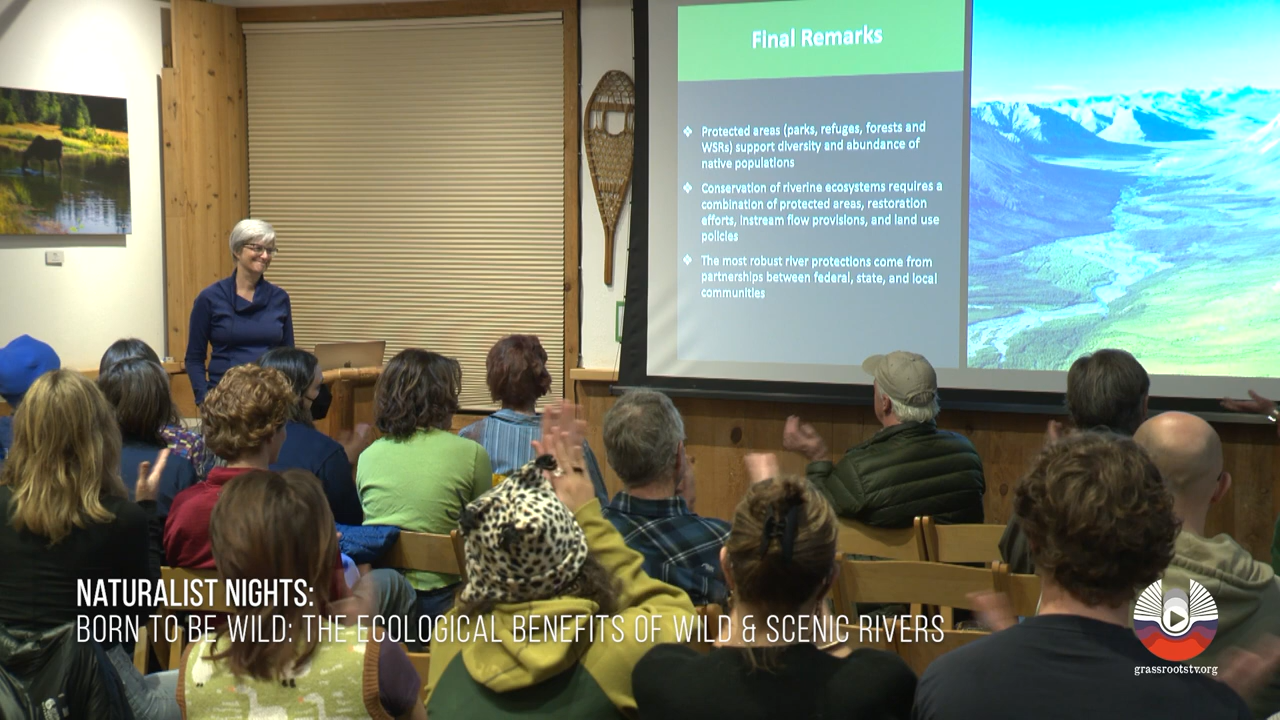 Final Remarks
❖ Protected areas (parks, refuges, forests and
WSRs) support diversity and abundance of
native populations
❖ Conservation of riverine ecosystems requires a
combination of protected areas, restoration
efforts, instream flow provisions, and land use
policies
❖ The most robust river protections come from
partnerships between federal, state, and local
communities
NATURALIST NIGHTS:
BORN TO BE WILD: THE ECOLOGICAL BENEFITS OF WILD & SCENIC RIVERS
grassrootstv.org